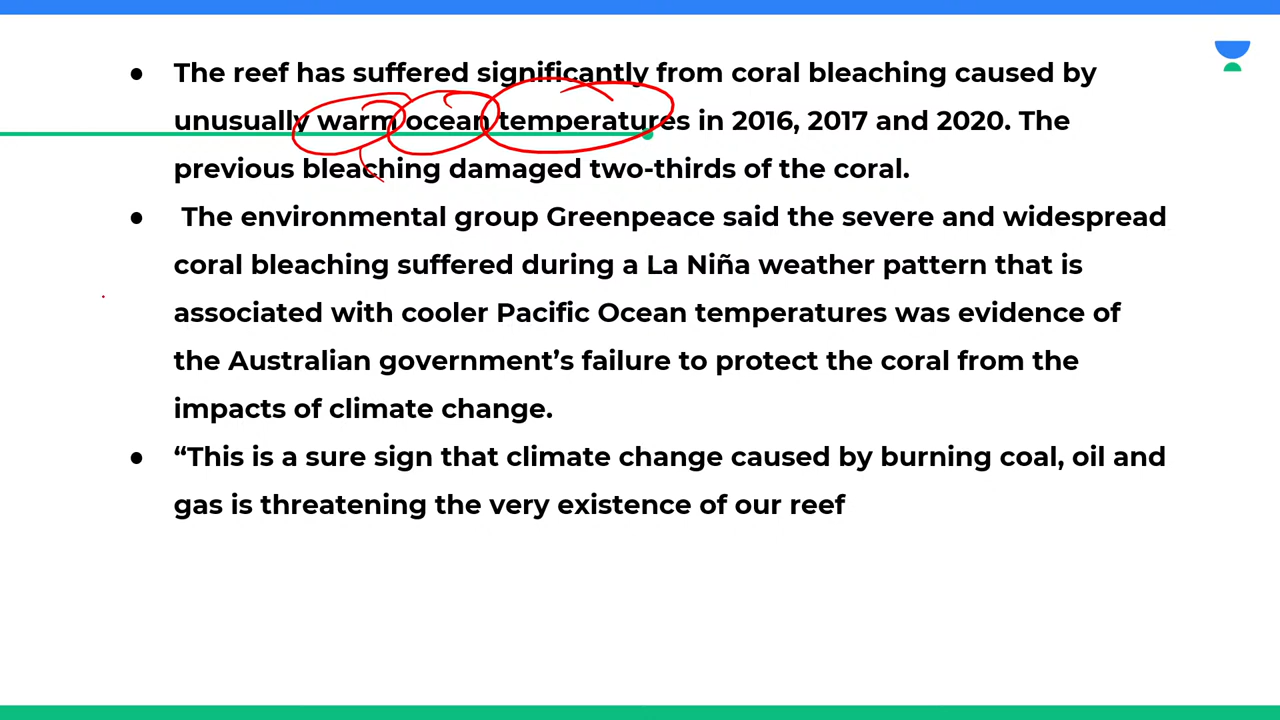 ● The reef has suffered significantly from coral bleaching caused by
unusually warm ocean temperatures in 2016, 2017 and 2020. The
previous bleaching damaged two-thirds of the coral.
● The environmental group Greenpeace said the severe and widespread
coral bleaching suffered during a La Niña weather pattern that is
associated with cooler Pacific Ocean temperatures was evidence of
the Australian government’s failure to protect the coral from the
impacts of climate change.
● “This is a sure sign that climate change caused by burning coal, oil and
gas is threatening the very existence of our reef